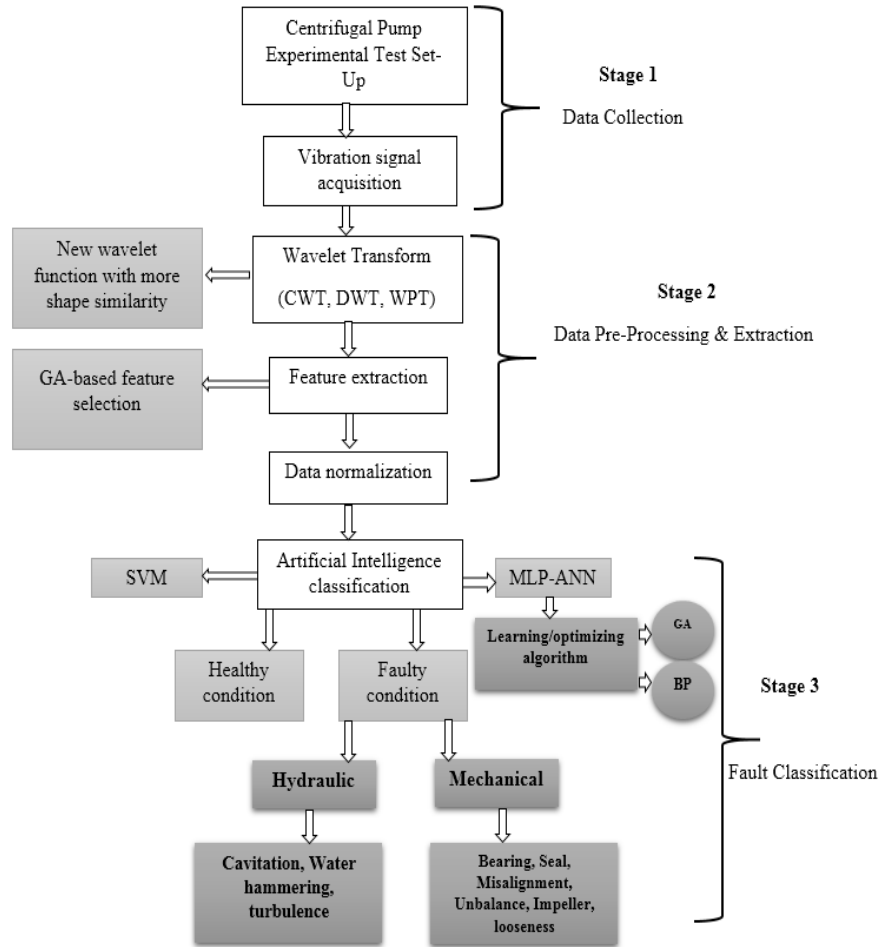 Centrifugal Pump
Experimental Test Set-
Up
Stage 1
Data Collection
Vibration signal
acquisition
New wavelet
function with more
shape similarity
Wavelet Transform
(CWT, DWT, WPT)
Stage 2
Data Pre-Processing & Extraction
GA-based feature
selection
Feature extraction
Data normalization
SVM
Artificial Intelligence
classification
MLP-ANN
Learning/optimizing
algorithm
GA
BP
Healthy
condition
Faulty
condition
Stage 3
Fault Classification
Hydraulic
Mechanical
Cavitation, Water
hammering,
turbulence
Bearing, Seal,
Misalignment,
Unbalance, Impeller,
looseness